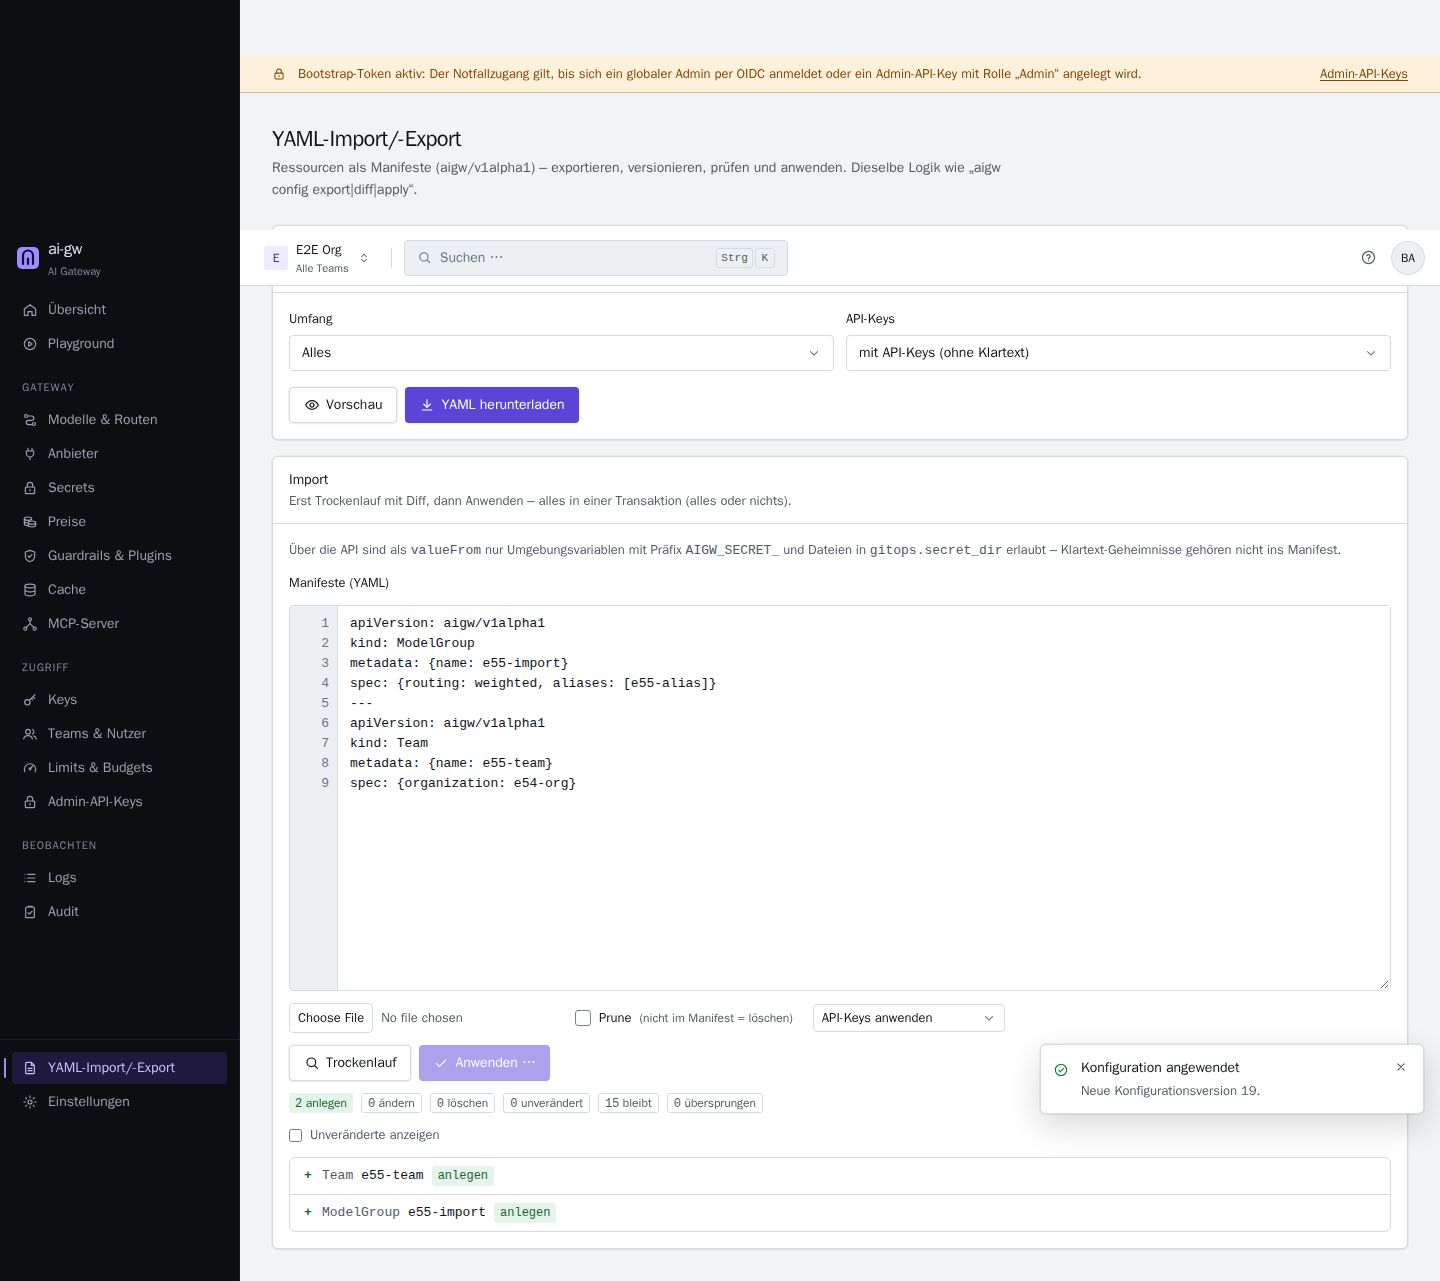 Bootstrap-Token aktiv: Der Notfallzugang gilt, bis sich ein globaler Admin per OIDC anmeldet oder ein Admin-API-Key mit Rolle „Admin“ angelegt wird.
Admin-API-Keys
YAML-Import/-Export
Ressourcen als Manifeste (aigw/v1alpha1) – exportieren, versionieren, prüfen und anwenden. Dieselbe Logik wie „aigw
config export|diff|apply“.
ai-gw
AI Gateway
E
E2E Org
Alle Teams
Suchen ⋯
Strg K
BA
Übersicht
Playground
GATEWAY
Modelle & Routen
Anbieter
Secrets
Preise
Guardrails & Plugins
Cache
MCP-Server
ZUGRIFF
Keys
Teams & Nutzer
Limits & Budgets
Admin-API-Keys
BEOBACHTEN
Logs
Audit
YAML-Import/-Export
Einstellungen
Umfang
API-Keys
Alles
mit API-Keys (ohne Klartext)
Vorschau
YAML herunterladen
Import
Erst Trockenlauf mit Diff, dann Anwenden – alles in einer Transaktion (alles oder nichts).
Über die API sind als valueFrom nur Umgebungsvariablen mit Präfix AIGW_SECRET_ und Dateien in gitops.secret_dir erlaubt – Klartext-Geheimnisse gehören nicht ins Manifest.
Manifeste (YAML)
1 apiVersion: aigw/v1alpha1
2 kind: ModelGroup
3 metadata: {name: e55-import}
4 spec: {routing: weighted, aliases: [e55-alias]}
5 ---
6 apiVersion: aigw/v1alpha1
7 kind: Team
8 metadata: {name: e55-team}
9 spec: {organization: e54-org}
Choose File No file chosen
Prune (nicht im Manifest = löschen)
API-Keys anwenden
Trockenlauf
Anwenden ⋯
Konfiguration angewendet
Neue Konfigurationsversion 19.
2 anlegen
0 ändern
0 löschen
0 unverändert
15 bleibt
0 übersprungen
Unveränderte anzeigen
+ Team e55-team anlegen
+ ModelGroup e55-import anlegen